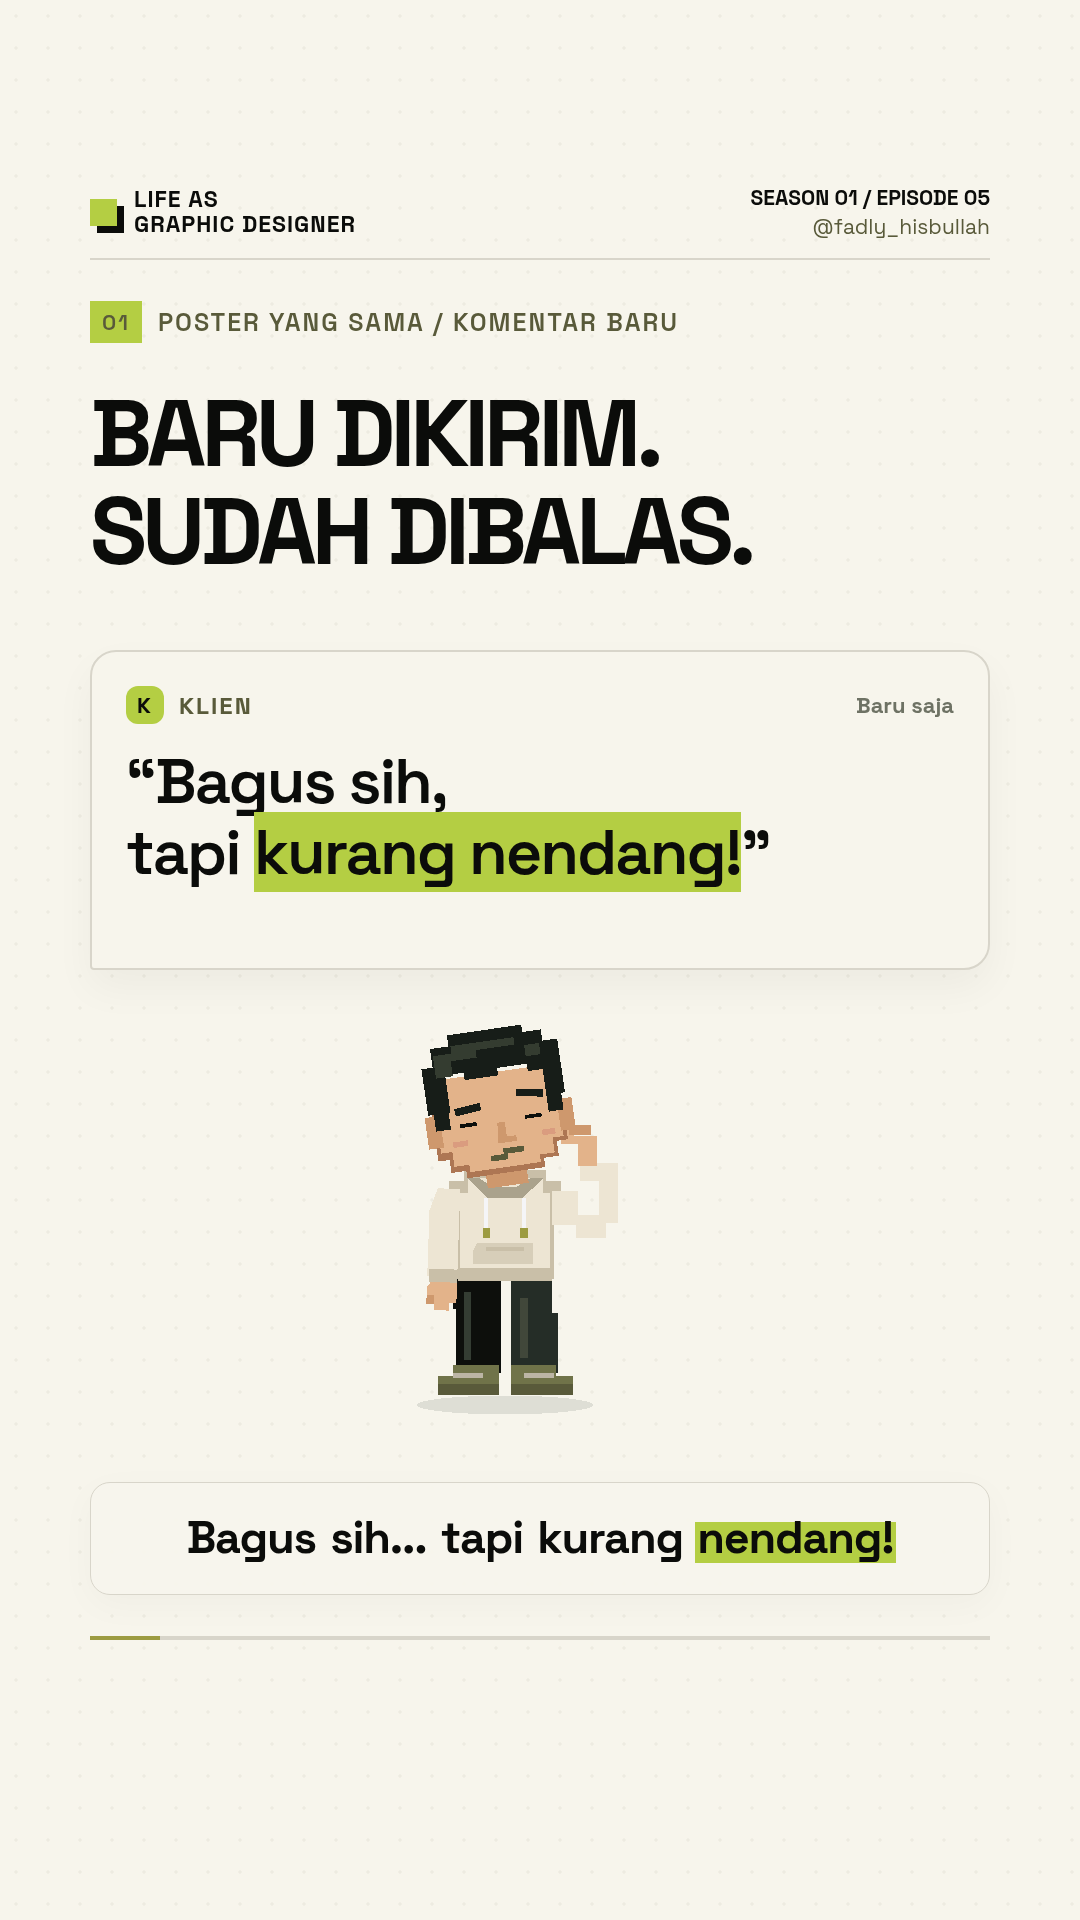 LIFE AS
GRAPHIC DESIGNER
SEASON 01 / EPISODE 05
@fadly_hisbullah
01 POSTER YANG SAMA / KOMENTAR BARU
BARU DIKIRIM.
SUDAH DIBALAS.
K KLIEN
Baru saja
“Bagus sih,
tapi kurang nendang!”
Bagus sih... tapi kurang nendang!